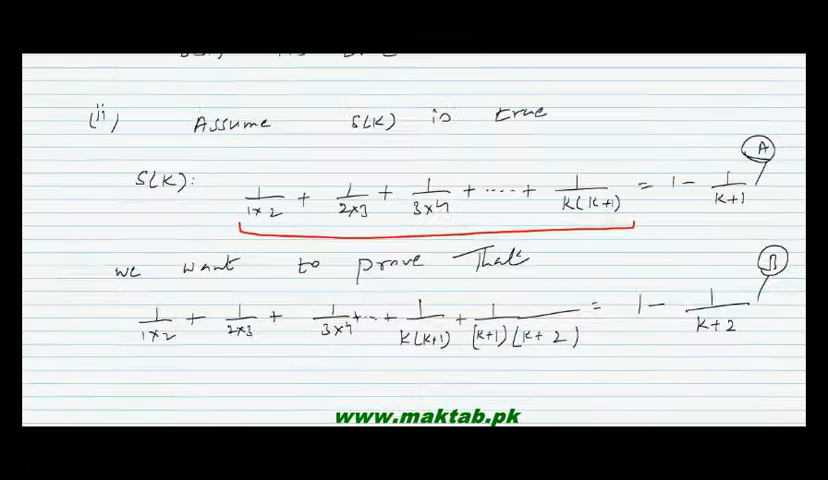 (ii) Assume S(K) is true
A
S(K): 1/1×2 + 1/2×3 + 1/3×4 + ..... + 1/K(K+1) = 1 - 1/K+1
we want to prove That
B
1/1×2 + 1/2×3 + 1/3×4 + ... + 1/K(K+1) + 1/(K+1)(K+2) = 1 - 1/K+2
www.maktab.pk